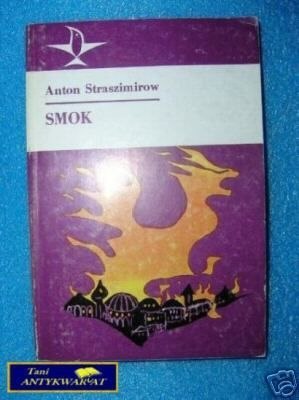 Anton Straszimirow
SMOK
Tani
ANTYKWARIAT